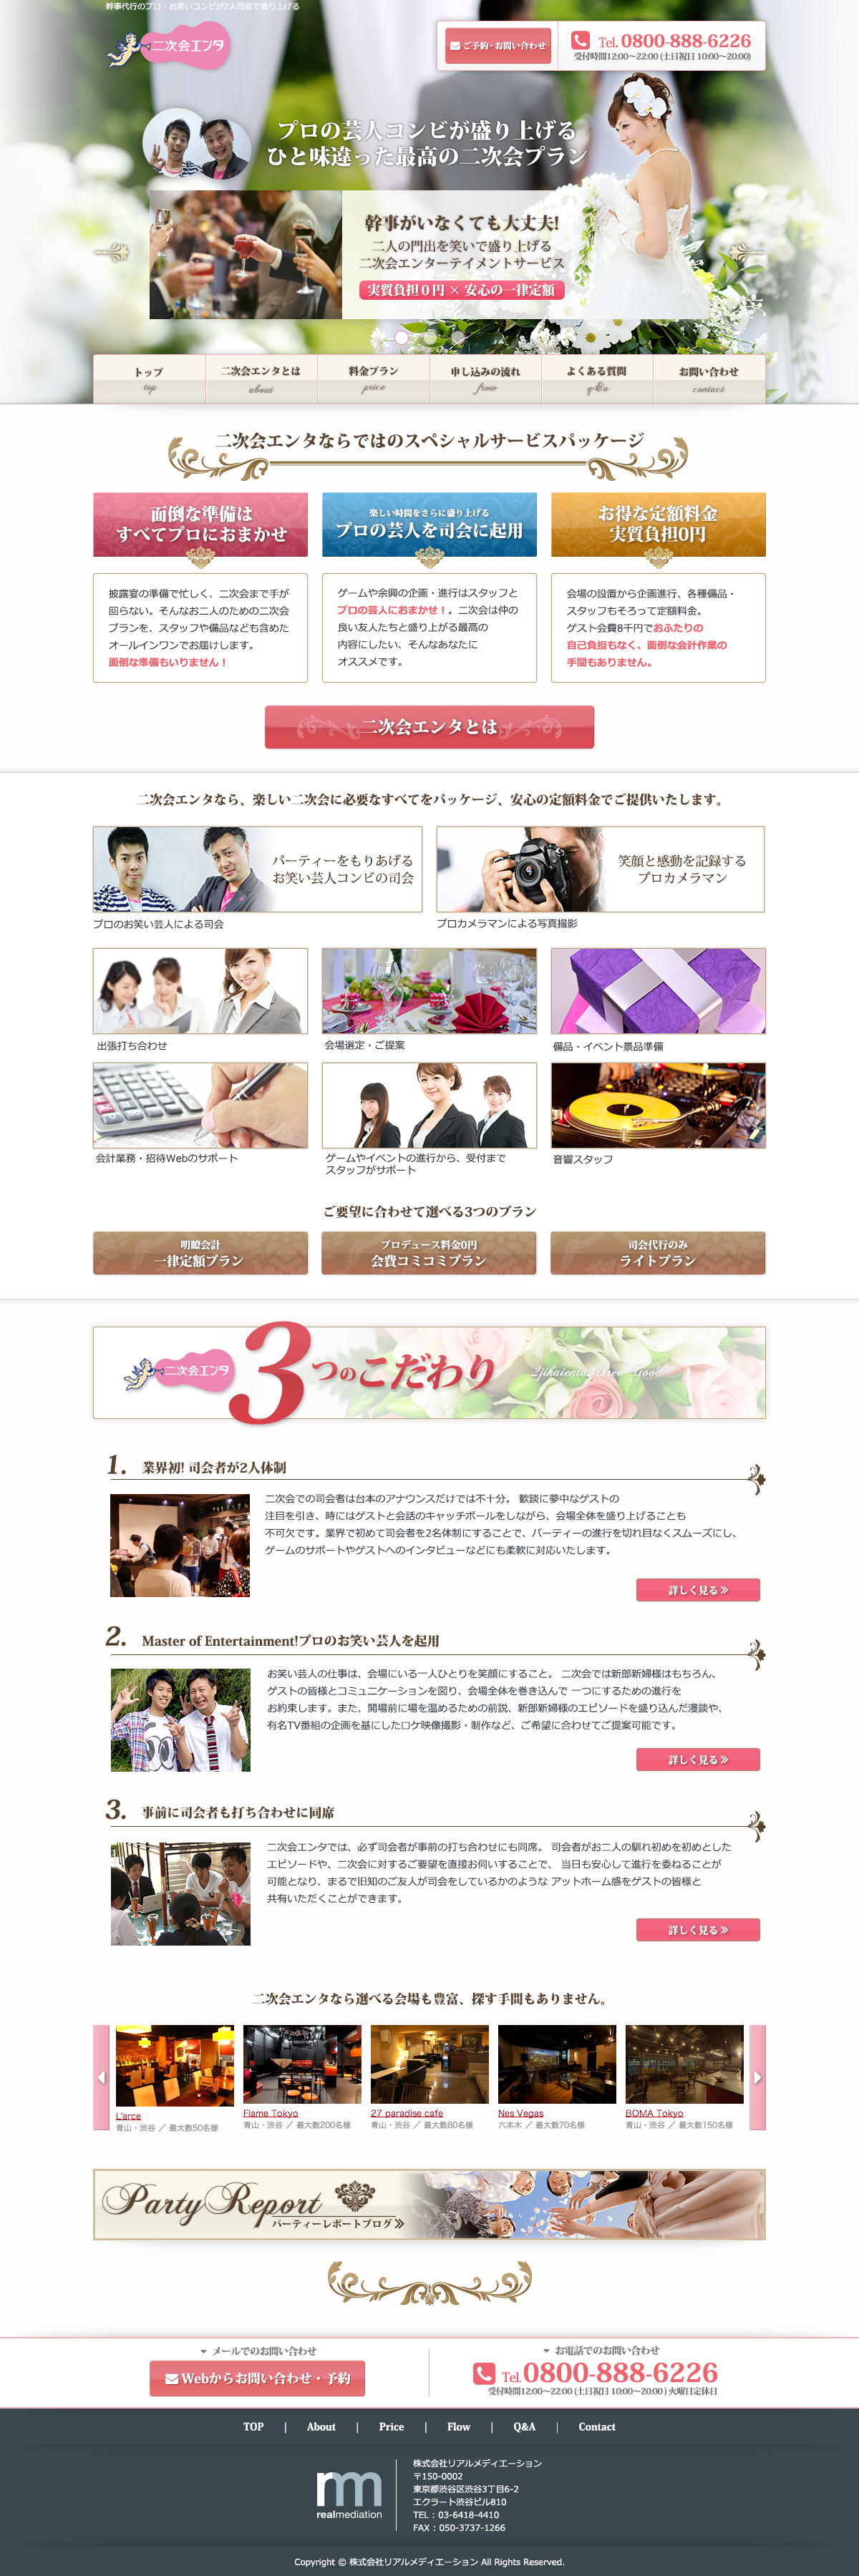 幹事代行のプロ・お笑いコンビが2人司会で盛り上げる
二次会エンタ
ご予約・お問い合わせ
Tel. 0800-888-6226
受付時間12:00〜22:00 (土日祝日 10:00〜20:00)
プロの芸人コンビが盛り上げる
ひと味違った最高の二次会プラン
幹事がいなくても大丈夫!
二人の門出を笑いで盛り上げる
二次会エンターテイメントサービス
実質負担0円 × 安心の一律定額
トップ
top
二次会エンタとは
about
料金プラン
price
申し込みの流れ
frow
よくある質問
q&a
お問い合わせ
contact
二次会エンタならではのスペシャルサービスパッケージ
面倒な準備は
すべてプロにおまかせ
楽しい時間をさらに盛り上げる
プロの芸人を司会に起用
お得な定額料金
実質負担0円
披露宴の準備で忙しく、二次会まで手が
回らない。そんなお二人のための二次会
プランを、スタッフや備品なども含めた
オールインワンでお届けします。
面倒な準備もいりません！
ゲームや余興の企画・進行はスタッフと
プロの芸人におまかせ！。二次会は仲の
良い友人たちと盛り上がる最高の
内容にしたい、そんなあなたに
オススメです。
会場の設置から企画進行、各種備品・
スタッフもそろって定額料金。
ゲスト会費8千円でおふたりの
自己負担もなく、面倒な会計作業の
手間もありません。
二次会エンタとは
二次会エンタなら、楽しい二次会に必要なすべてをパッケージ、安心の定額料金でご提供いたします。
パーティーをもりあげる
お笑い芸人コンビの司会
笑顔と感動を記録する
プロカメラマン
プロのお笑い芸人による司会
プロカメラマンによる写真撮影
出張打ち合わせ
会場選定・ご提案
備品・イベント景品準備
会計業務・招待Webのサポート
ゲームやイベントの進行から、受付まで
スタッフがサポート
音響スタッフ
ご要望に合わせて選べる3つのプラン
明瞭会計
一律定額プラン
プロデュース料金0円
会費コミコミプラン
司会代行のみ
ライトプラン
二次会エンタ
3つのこだわり
2jikaientas three Good
1. 業界初! 司会者が2人体制
二次会での司会者は台本のアナウンスだけでは不十分。 歓談に夢中なゲストの
注目を引き、時にはゲストと会話のキャッチボールをしながら、会場全体を盛り上げることも
不可欠です。業界で初めて司会者を2名体制にすることで、パーティーの進行を切れ目なくスムーズにし、
ゲームのサポートやゲストへのインタビューなどにも柔軟に対応いたします。
詳しく見る
2. Master of Entertainment!プロのお笑い芸人を起用
お笑い芸人の仕事は、会場にいる一人ひとりを笑顔にすること。 二次会では新郎新婦様はもちろん、
ゲストの皆様とコミュニケーションを図り、会場全体を巻き込んで 一つにするための進行を
お約束します。また、開場前に場を温めるための前説、新郎新婦様のエピソードを盛り込んだ漫談や、
有名TV番組の企画を基にしたロケ映像撮影・制作など、ご希望に合わせてご提案可能です。
詳しく見る
3. 事前に司会者も打ち合わせに同席
二次会エンタでは、必ず司会者が事前の打ち合わせにも同席。 司会者がお二人の馴れ初めを初めとした
エピソードや、二次会に対するご要望を直接お伺いすることで、 当日も安心して進行を委ねることが
可能となり、まるで旧知のご友人が司会をしているかのような アットホーム感をゲストの皆様と
共有いただくことができます。
詳しく見る
二次会エンタなら選べる会場も豊富、探す手間もありません。
L'arce
青山・渋谷 ／ 最大数50名様
Flame Tokyo
青山・渋谷 ／ 最大数200名様
27 paradise cafe
青山・渋谷 ／ 最大数80名様
Nes Vegas
六本木 ／ 最大数70名様
BOMA Tokyo
青山・渋谷 ／ 最大数150名様
Party Report
パーティーレポートブログ
メールでのお問い合わせ
Webからお問い合わせ・予約
お電話でのお問い合わせ
Tel. 0800-888-6226
受付時間12:00〜22:00 (土日祝日 10:00〜20:00 ) 火曜日定休日
TOP | About | Price | Flow | Q&A | Contact
rm
realmediation
株式会社リアルメディエーション
〒150-0002
東京都渋谷区渋谷3丁目6-2
エクラート渋谷ビル810
TEL : 03-6418-4410
FAX : 050-3737-1266
Copyright © 株式会社リアルメディエーション All Rights Reserved.